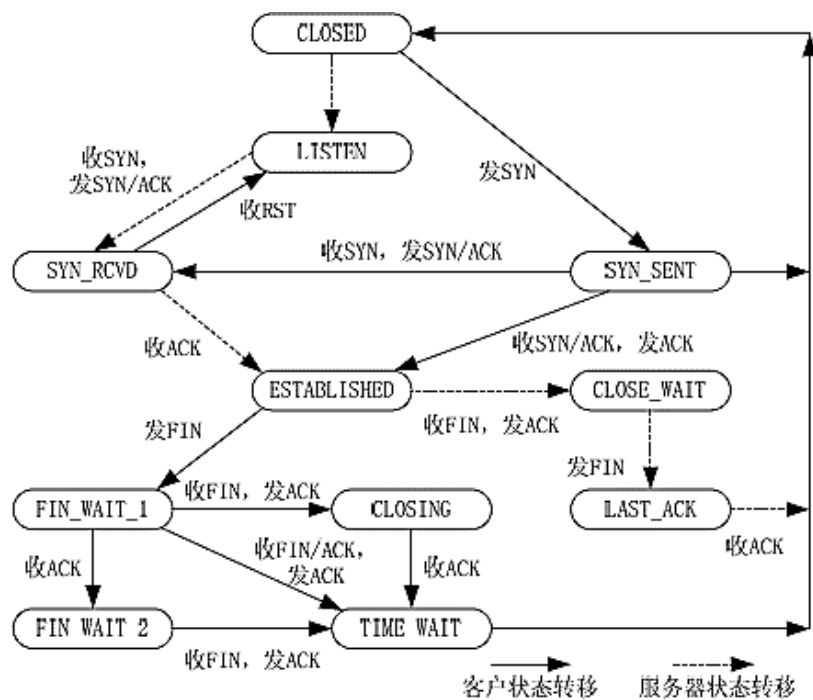 CLOSED
LISTEN
收SYN,
发SYN/ACK
发SYN
收RST
收SYN, 发SYN/ACK
SYN_RCVD
SYN_SENT
收ACK
收SYN/ACK, 发ACK
ESTABLISHED
CLOSE_WAIT
收FIN, 发ACK
发FIN
发FIN
收FIN, 发ACK
FIN_WAIT_1
CLOSING
LAST_ACK
收ACK
收FIN/ACK,
发ACK
收ACK
收ACK
FIN WAIT 2
TIME WAIT
收FIN, 发ACK
客户状态转移
服务器状态转移